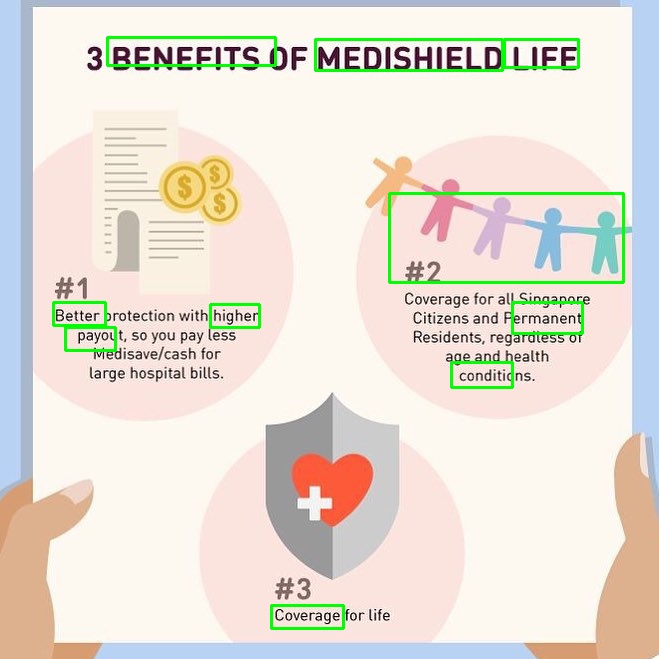 3 BENEFITS OF MEDISHIELD LIFE
#1
Better protection with higher
payout, so you pay less
Medisave/cash for
large hospital bills.
#2
Coverage for all Singapore
Citizens and Permanent
Residents, regardless of
age and health
conditions.
#3
Coverage for life